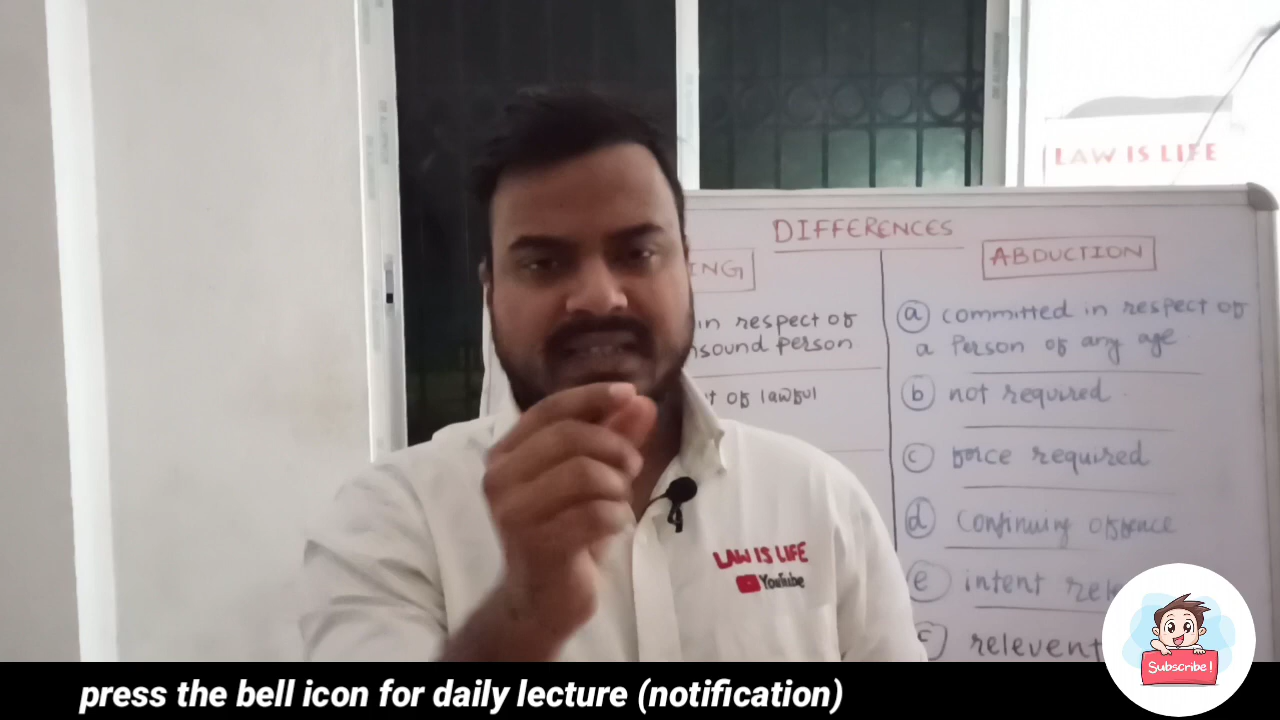 LAW IS LIFE
DIFFERENCES
ING
ABDUCTION
in respect of
nsound person
t of lawful
(a) committed in respect of
a Person of any age
(b) not required.
(c) force required
(d) Continuing offence
(e) intent rele
relevent
LAW IS LIFE
YouTube
Subscribe!
press the bell icon for daily lecture (notification)